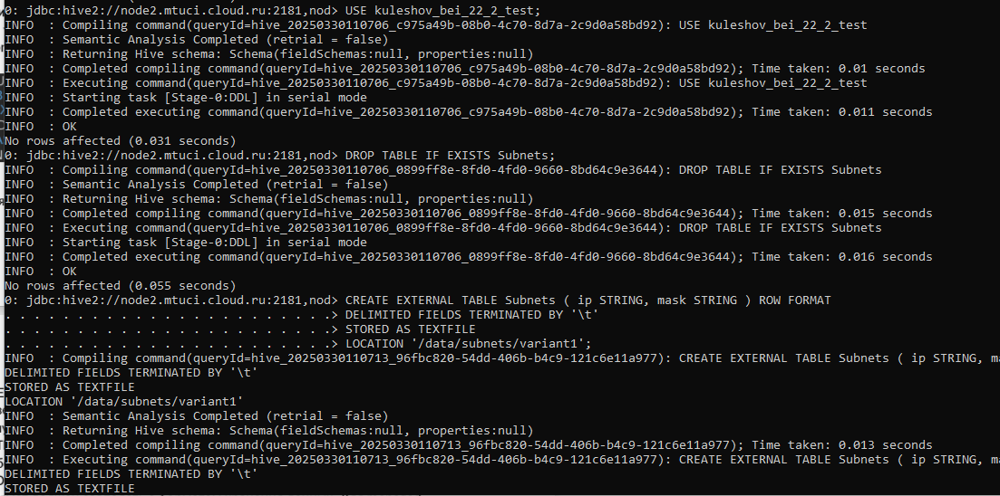 0: jdbc:hive2://node2.mtuci.cloud.ru:2181,nod> USE kuleshov_bei_22_2_test;
INFO  : Compiling command(queryId=hive_20250330110706_c975a49b-08b0-4c70-8d7a-2c9d0a58bd92): USE kuleshov_bei_22_2_test
INFO  : Semantic Analysis Completed (retrial = false)
INFO  : Returning Hive schema: Schema(fieldSchemas:null, properties:null)
INFO  : Completed compiling command(queryId=hive_20250330110706_c975a49b-08b0-4c70-8d7a-2c9d0a58bd92); Time taken: 0.01 seconds
INFO  : Executing command(queryId=hive_20250330110706_c975a49b-08b0-4c70-8d7a-2c9d0a58bd92): USE kuleshov_bei_22_2_test
INFO  : Starting task [Stage-0:DDL] in serial mode
INFO  : Completed executing command(queryId=hive_20250330110706_c975a49b-08b0-4c70-8d7a-2c9d0a58bd92); Time taken: 0.011 seconds
INFO  : OK
No rows affected (0.031 seconds)
0: jdbc:hive2://node2.mtuci.cloud.ru:2181,nod> DROP TABLE IF EXISTS Subnets;
INFO  : Compiling command(queryId=hive_20250330110706_0899ff8e-8fd0-4fd0-9660-8bd64c9e3644): DROP TABLE IF EXISTS Subnets
INFO  : Semantic Analysis Completed (retrial = false)
INFO  : Returning Hive schema: Schema(fieldSchemas:null, properties:null)
INFO  : Completed compiling command(queryId=hive_20250330110706_0899ff8e-8fd0-4fd0-9660-8bd64c9e3644); Time taken: 0.015 seconds
INFO  : Executing command(queryId=hive_20250330110706_0899ff8e-8fd0-4fd0-9660-8bd64c9e3644): DROP TABLE IF EXISTS Subnets
INFO  : Starting task [Stage-0:DDL] in serial mode
INFO  : Completed executing command(queryId=hive_20250330110706_0899ff8e-8fd0-4fd0-9660-8bd64c9e3644); Time taken: 0.016 seconds
INFO  : OK
No rows affected (0.055 seconds)
0: jdbc:hive2://node2.mtuci.cloud.ru:2181,nod> CREATE EXTERNAL TABLE Subnets ( ip STRING, mask STRING ) ROW FORMAT
. . . . . . . . . . . . . . . . . . . . . . .> DELIMITED FIELDS TERMINATED BY '\t'
. . . . . . . . . . . . . . . . . . . . . . .> STORED AS TEXTFILE
. . . . . . . . . . . . . . . . . . . . . . .> LOCATION '/data/subnets/variant1';
INFO  : Compiling command(queryId=hive_20250330110713_96fbc820-54dd-406b-b4c9-121c6e11a977): CREATE EXTERNAL TABLE Subnets ( ip STRING, m
DELIMITED FIELDS TERMINATED BY '\t'
STORED AS TEXTFILE
LOCATION '/data/subnets/variant1'
INFO  : Semantic Analysis Completed (retrial = false)
INFO  : Returning Hive schema: Schema(fieldSchemas:null, properties:null)
INFO  : Completed compiling command(queryId=hive_20250330110713_96fbc820-54dd-406b-b4c9-121c6e11a977); Time taken: 0.013 seconds
INFO  : Executing command(queryId=hive_20250330110713_96fbc820-54dd-406b-b4c9-121c6e11a977): CREATE EXTERNAL TABLE Subnets ( ip STRING, m
DELIMITED FIELDS TERMINATED BY '\t'
STORED AS TEXTFILE